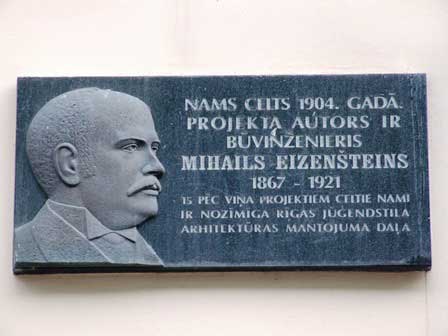 NAMS CELTS 1904. GADĀ.
PROJEKTA AUTORS IR
BŪVINŽENIERIS
MIHAILS EIZENŠTEINS
1867 - 1921
15 PĒC VIŅA PROJEKTIEM CELTIE NAMI
IR NOZĪMĪGA RĪGAS JŪGENDSTILA
ARHITEKTŪRAS MANTOJUMA DAĻA